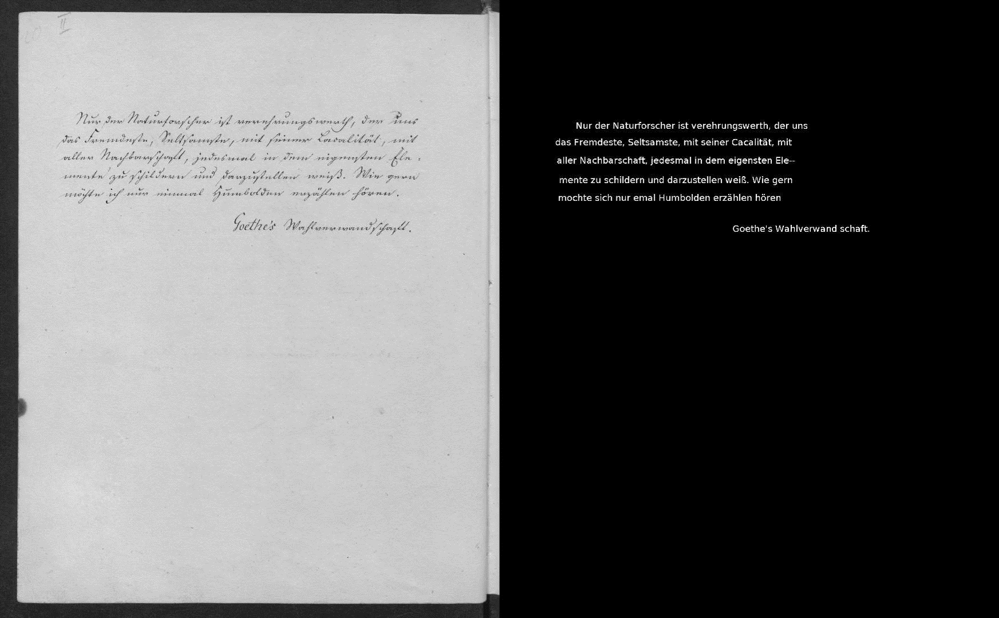 II
Nur der Naturforscher ist verehrungswerth, der uns
das Fremdeste, Seltsamste, mit seiner Localität, mit
aller Nachbarschaft, jedesmal in dem eigensten Ele-
mente zu schildern und darzustellen weiß. Wie gern
möchte ich nur einmal Humbolden erzählen hören.
Goethe's Wahlverwandschaft.
Nur der Naturforscher ist verehrungswerth, der uns
das Fremdeste, Seltsamste, mit seiner Cacalität, mit
aller Nachbarschaft, jedesmal in dem eigensten Ele--
mente zu schildern und darzustellen weiß. Wie gern
mochte sich nur emal Humbolden erzählen hören
Goethe's Wahlverwand schaft.